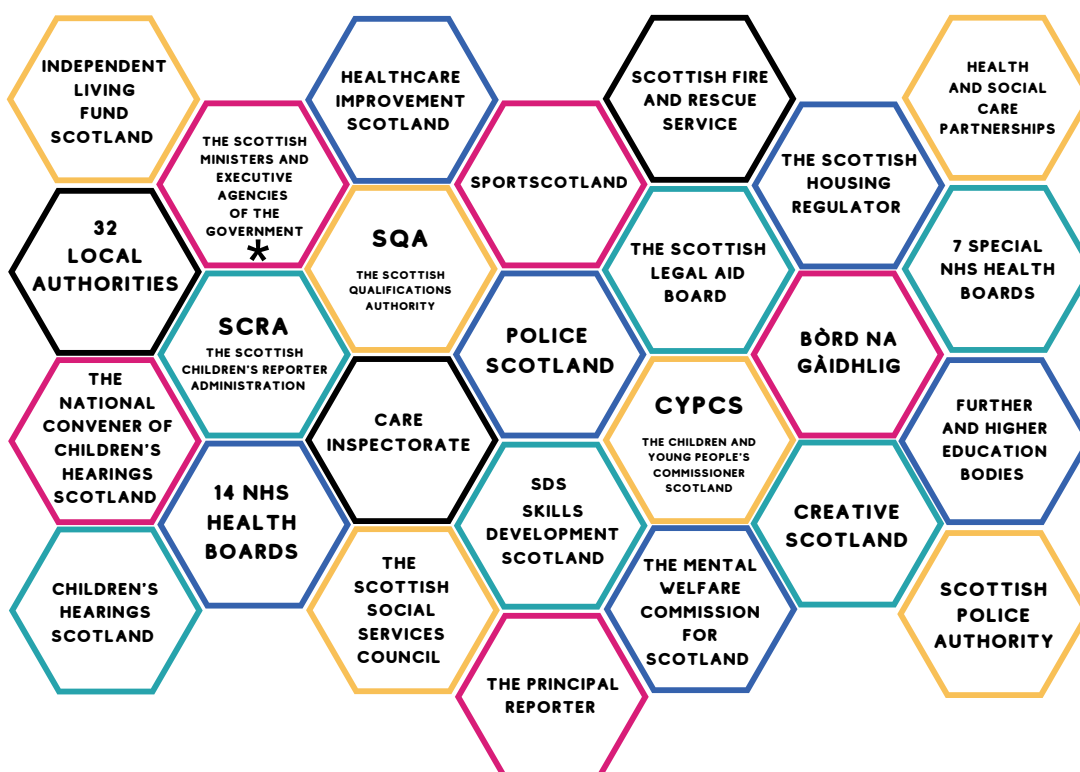 INDEPENDENT
LIVING
FUND
SCOTLAND
32
LOCAL
AUTHORITIES
THE
NATIONAL
CONVENER OF
CHILDREN'S
HEARINGS
SCOTLAND
CHILDREN'S
HEARINGS
SCOTLAND
THE SCOTTISH
MINISTERS AND
EXECUTIVE
AGENCIES
OF THE
GOVERNMENT
*
SCRA
THE SCOTTISH
CHILDREN'S REPORTER
ADMINISTRATION
14 NHS
HEALTH
BOARDS
HEALTHCARE
IMPROVEMENT
SCOTLAND
SQA
THE SCOTTISH
QUALIFICATIONS
AUTHORITY
CARE
INSPECTORATE
THE
SCOTTISH
SOCIAL
SERVICES
COUNCIL
SPORTSCOTLAND
POLICE
SCOTLAND
SDS
SKILLS
DEVELOPMENT
SCOTLAND
THE PRINCIPAL
REPORTER
SCOTTISH FIRE
AND RESCUE
SERVICE
THE SCOTTISH
LEGAL AID
BOARD
CYPCS
THE CHILDREN AND
YOUNG PEOPLE'S
COMMISSIONER
SCOTLAND
THE MENTAL
WELFARE
COMMISSION
FOR
SCOTLAND
THE SCOTTISH
HOUSING
REGULATOR
BÒRD NA
GÀIDHLIG
CREATIVE
SCOTLAND
HEALTH
AND SOCIAL
CARE
PARTNERSHIPS
7 SPECIAL
NHS HEALTH
BOARDS
FURTHER
AND HIGHER
EDUCATION
BODIES
SCOTTISH
POLICE
AUTHORITY